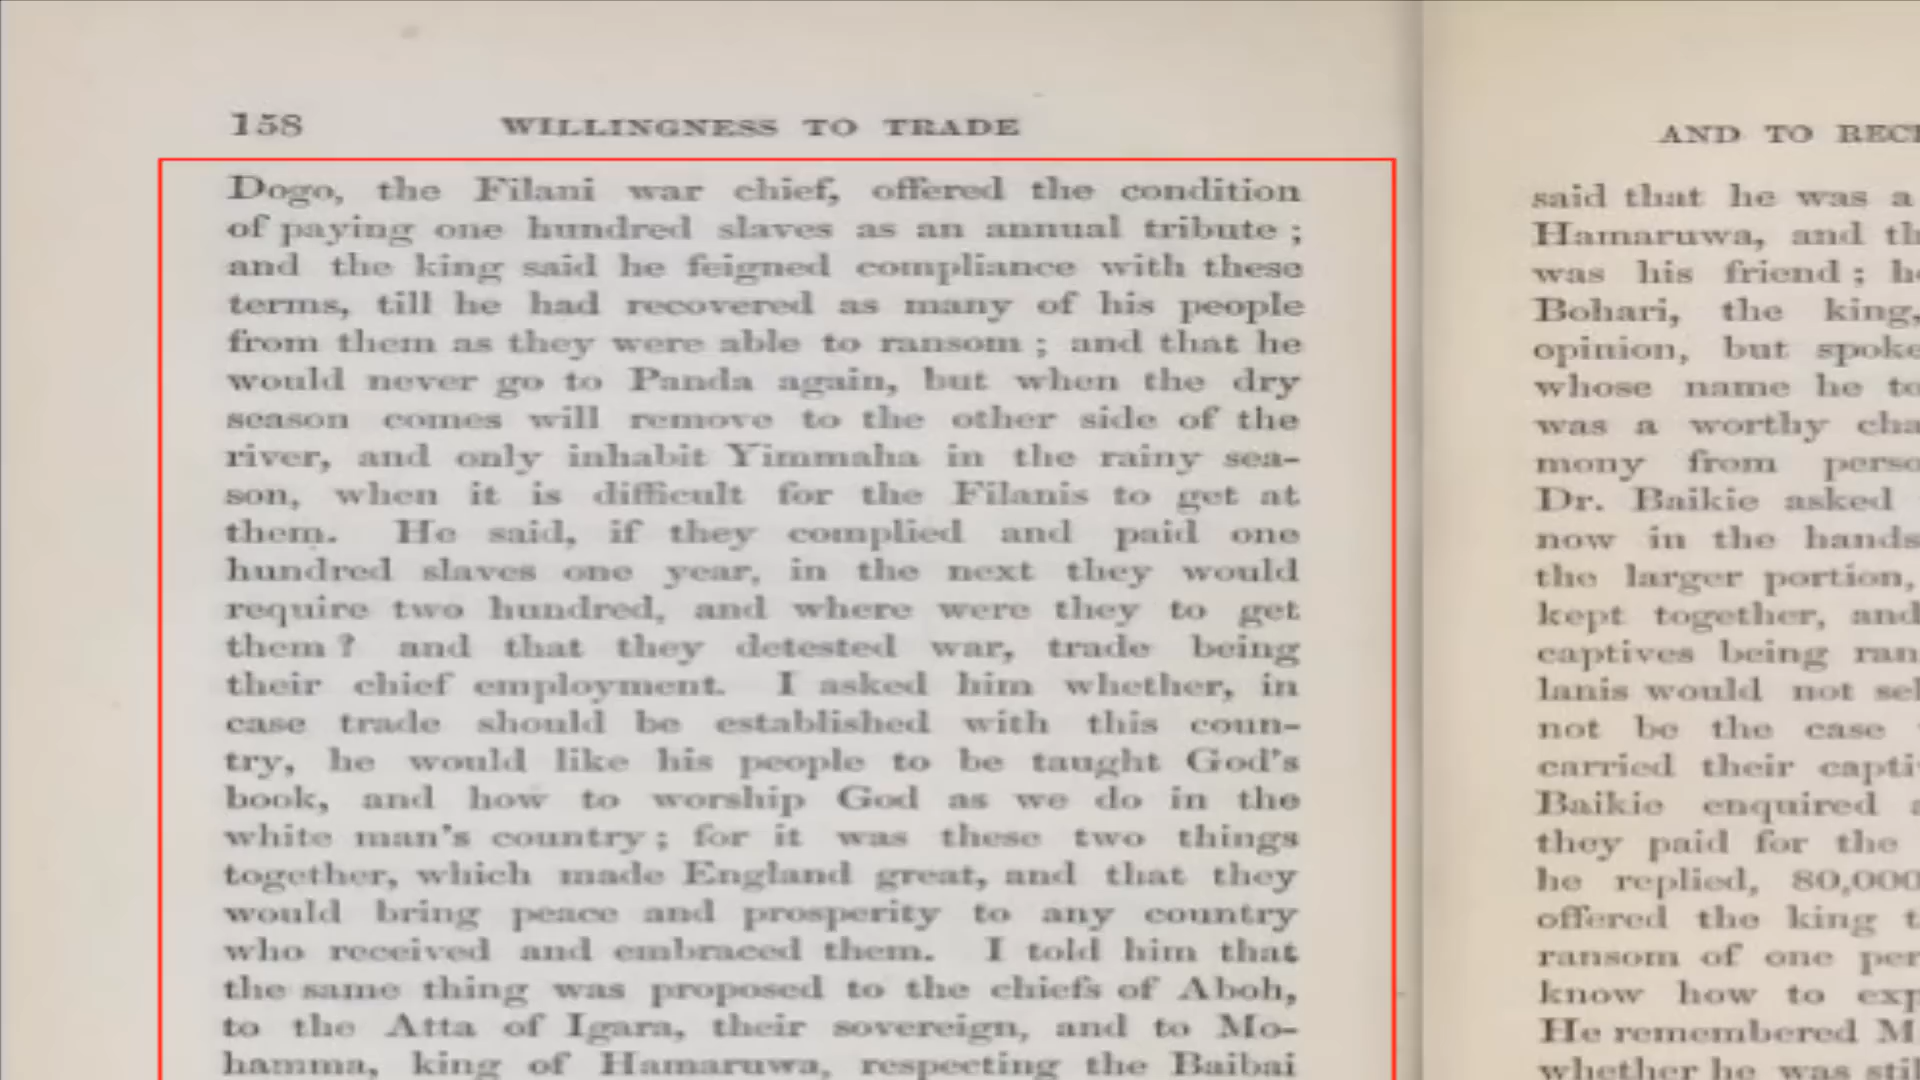 158 WILLINGNESS TO TRADE
Dogo, the Filani war chief, offered the condition
of paying one hundred slaves as an annual tribute ;
and the king said he feigned compliance with these
terms, till he had recovered as many of his people
from them as they were able to ransom ; and that he
would never go to Panda again, but when the dry
season comes will remove to the other side of the
river, and only inhabit Yimmaha in the rainy sea-
son, when it is difficult for the Filanis to get at
them. He said, if they complied and paid one
hundred slaves one year, in the next they would
require two hundred, and where were they to get
them ? and that they detested war, trade being
their chief employment. I asked him whether, in
case trade should be established with this coun-
try, he would like his people to be taught God's
book, and how to worship God as we do in the
white man's country ; for it was these two things
together, which made England great, and that they
would bring peace and prosperity to any country
who received and embraced them. I told him that
the same thing was proposed to the chiefs of Aboh,
to the Atta of Igara, their sovereign, and to Mo-
hamma, king of Hamaruwa, respecting the Baibai
AND TO
said that he was a
Hamaruwa, and
was his friend ;
Bohari, the king,
opinion, but spoke
whose name he
was a worthy
mony from
Dr. Baikie asked
now in the hands
the larger portion,
kept together, and
captives being
lanis would not
not be the case
carried their
Baikie enquired
they paid for the
he replied, 80,000
offered the king
ransom of one
know how to
He remembered
whether he was